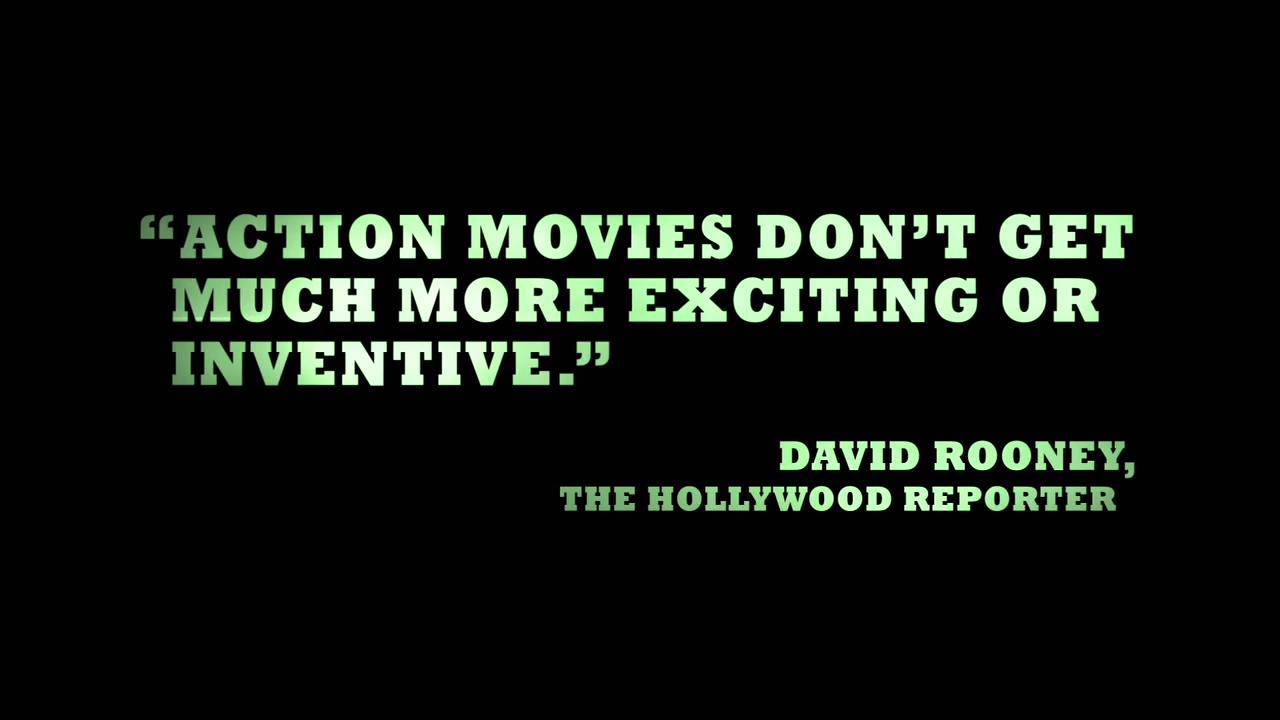 “ACTION MOVIES DON’T GET
MUCH MORE EXCITING OR
INVENTIVE.”
DAVID ROONEY,
THE HOLLYWOOD REPORTER